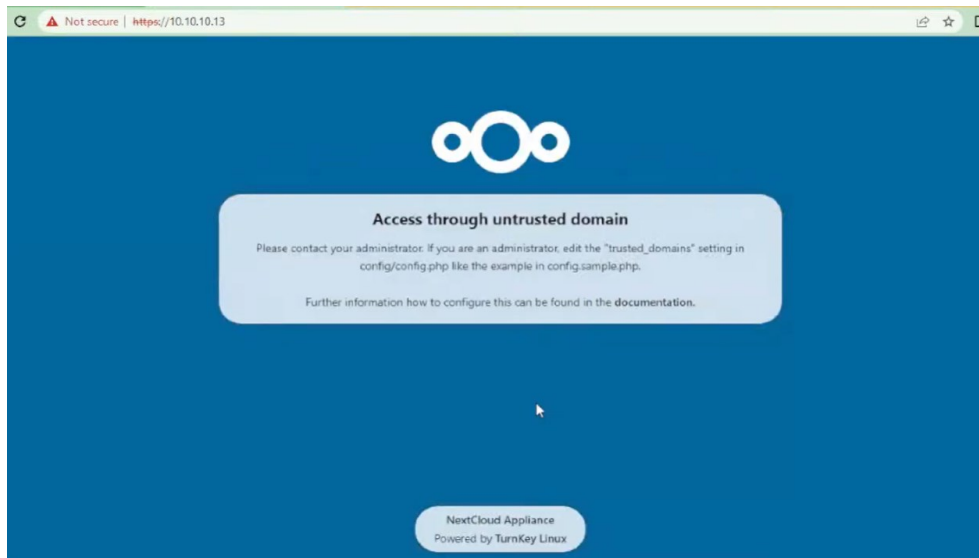 Not secure | https://10.10.10.13
Access through untrusted domain
Please contact your administrator. If you are an administrator, edit the "trusted_domains" setting in
config/config.php like the example in config.sample.php.
Further information how to configure this can be found in the documentation.
NextCloud Appliance
Powered by TurnKey Linux